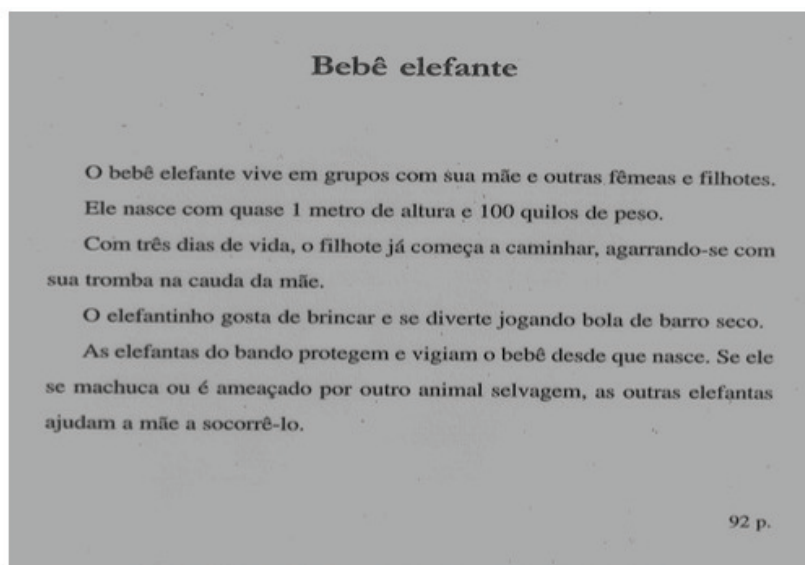 Bebê elefante
O bebê elefante vive em grupos com sua mãe e outras fêmeas e filhotes.
Ele nasce com quase 1 metro de altura e 100 quilos de peso.
Com três dias de vida, o filhote já começa a caminhar, agarrando-se com
sua tromba na cauda da mãe.
O elefantinho gosta de brincar e se diverte jogando bola de barro seco.
As elefantas do bando protegem e vigiam o bebê desde que nasce. Se ele
se machuca ou é ameaçado por outro animal selvagem, as outras elefantas
ajudam a mãe a socorrê-lo.
92 p.